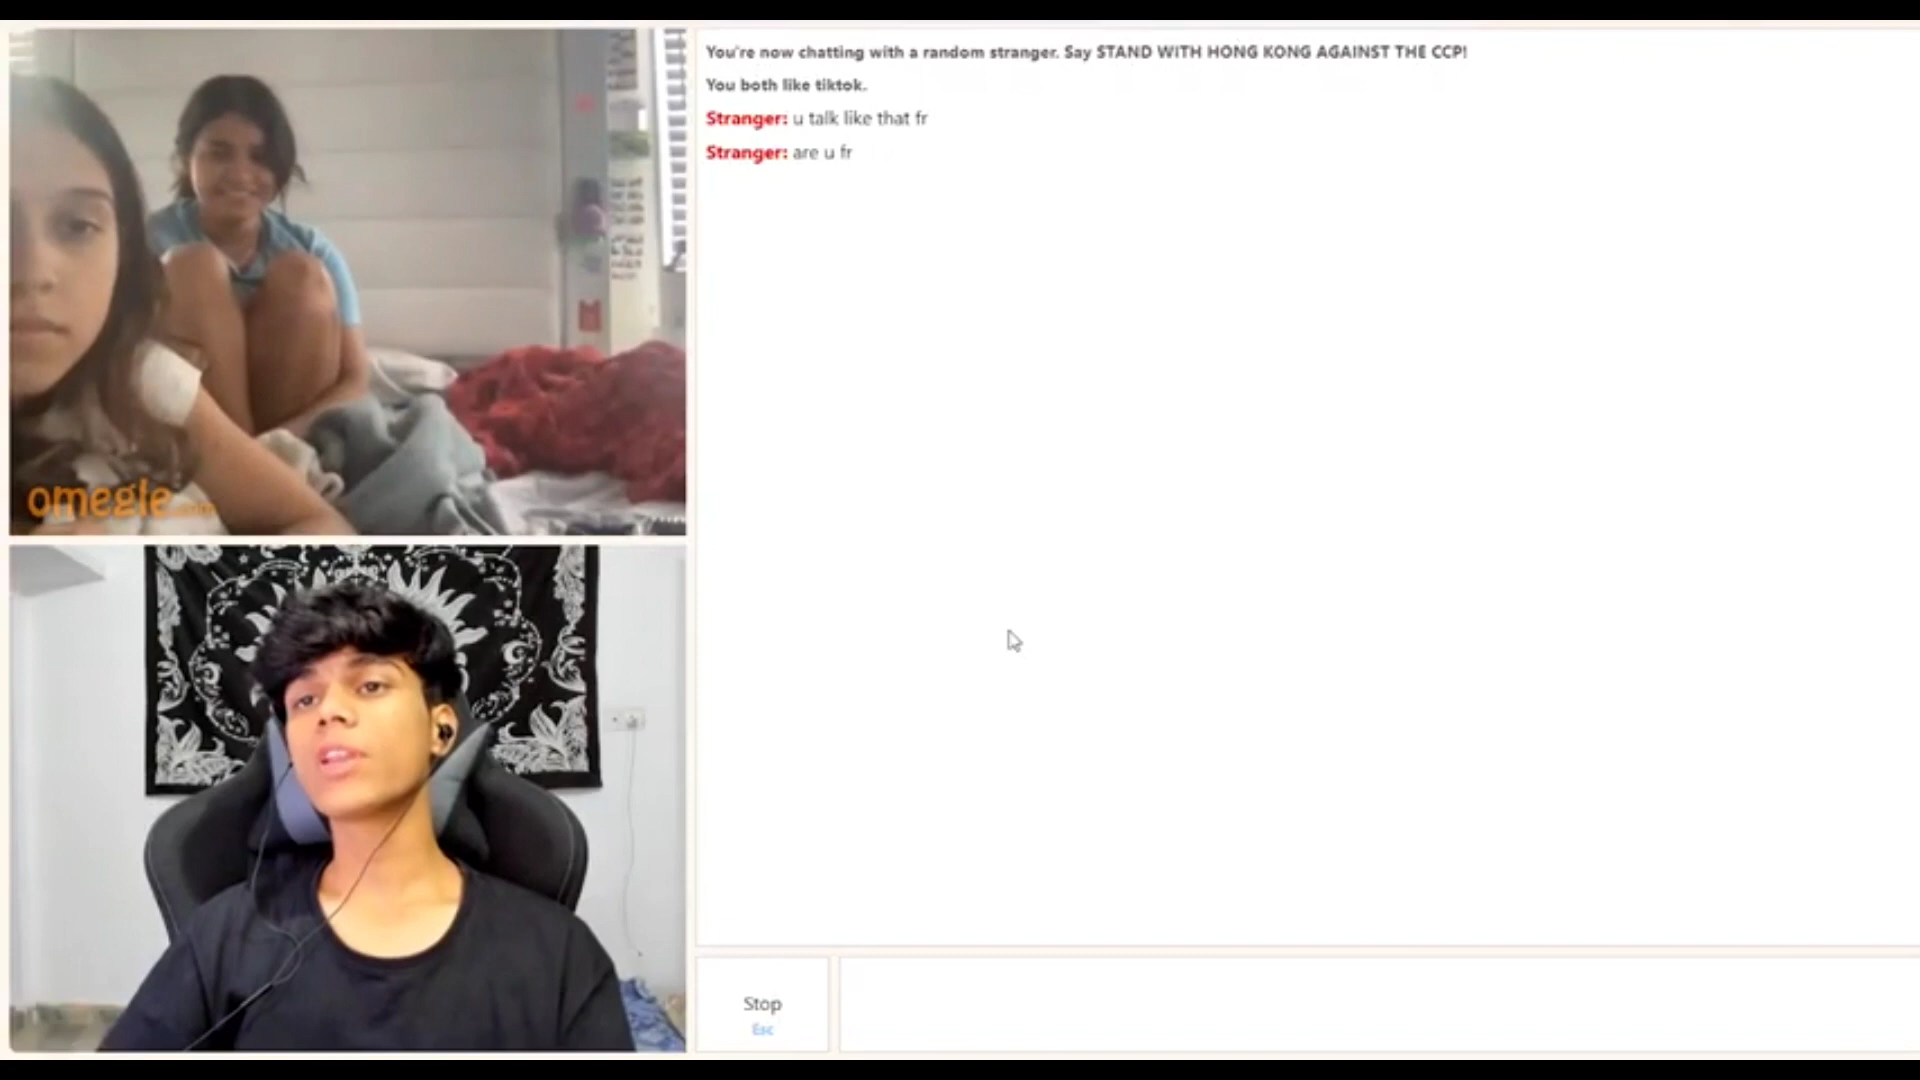 You're now chatting with a random stranger. Say STAND WITH HONG KONG AGAINST THE CCP!
You both like tiktok.
Stranger: u talk like that fr
Stranger: are u fr
omegle.com
Stop
Esc